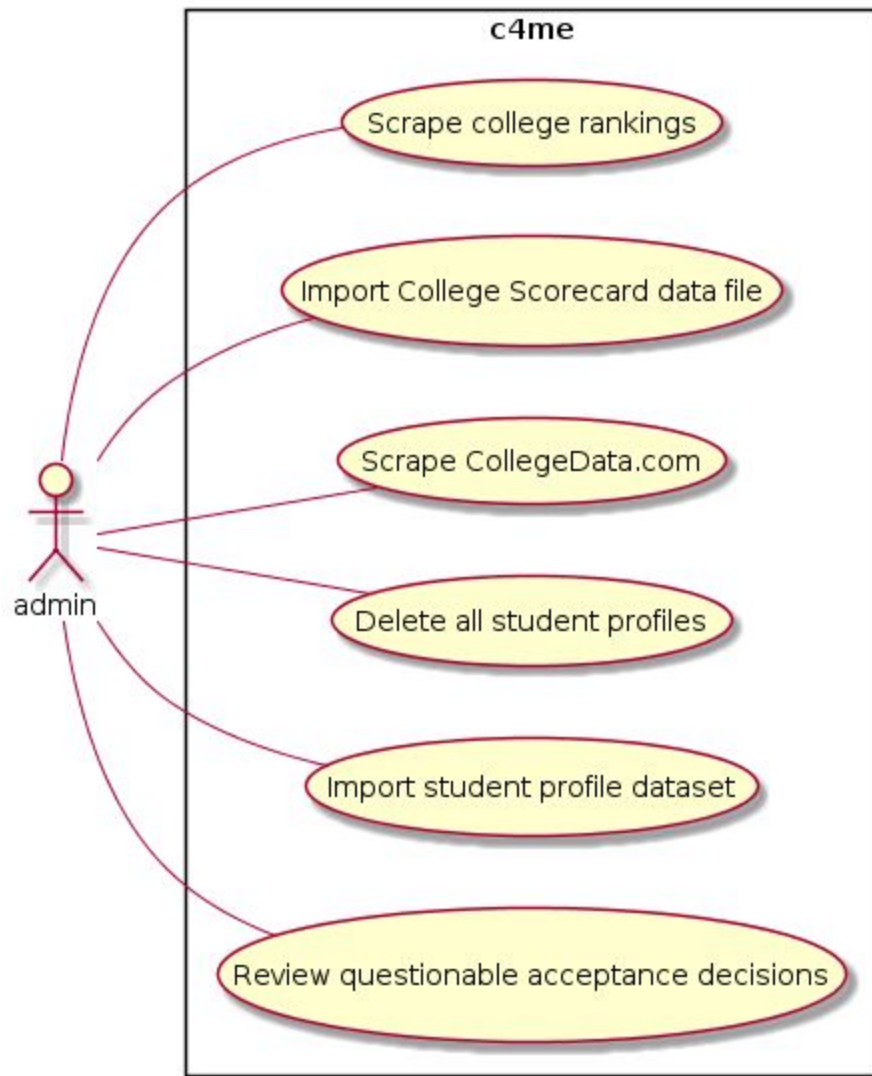 c4me
Scrape college rankings
Import College Scorecard data file
Scrape CollegeData.com
Delete all student profiles
admin
Import student profile dataset
Review questionable acceptance decisions